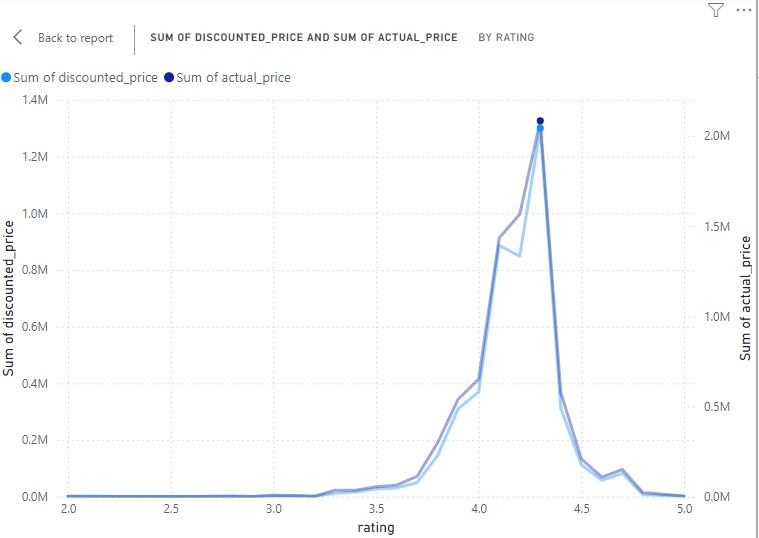 Back to report
SUM OF DISCOUNTED_PRICE AND SUM OF ACTUAL_PRICE BY RATING
Sum of discounted_price Sum of actual_price
Sum of discounted_price
1.4M
1.2M
1.0M
0.8M
0.6M
0.4M
0.2M
0.0M
2.0M
1.5M
1.0M
0.5M
0.0M
Sum of actual_price
2.0 2.5 3.0 3.5 4.0 4.5 5.0
rating